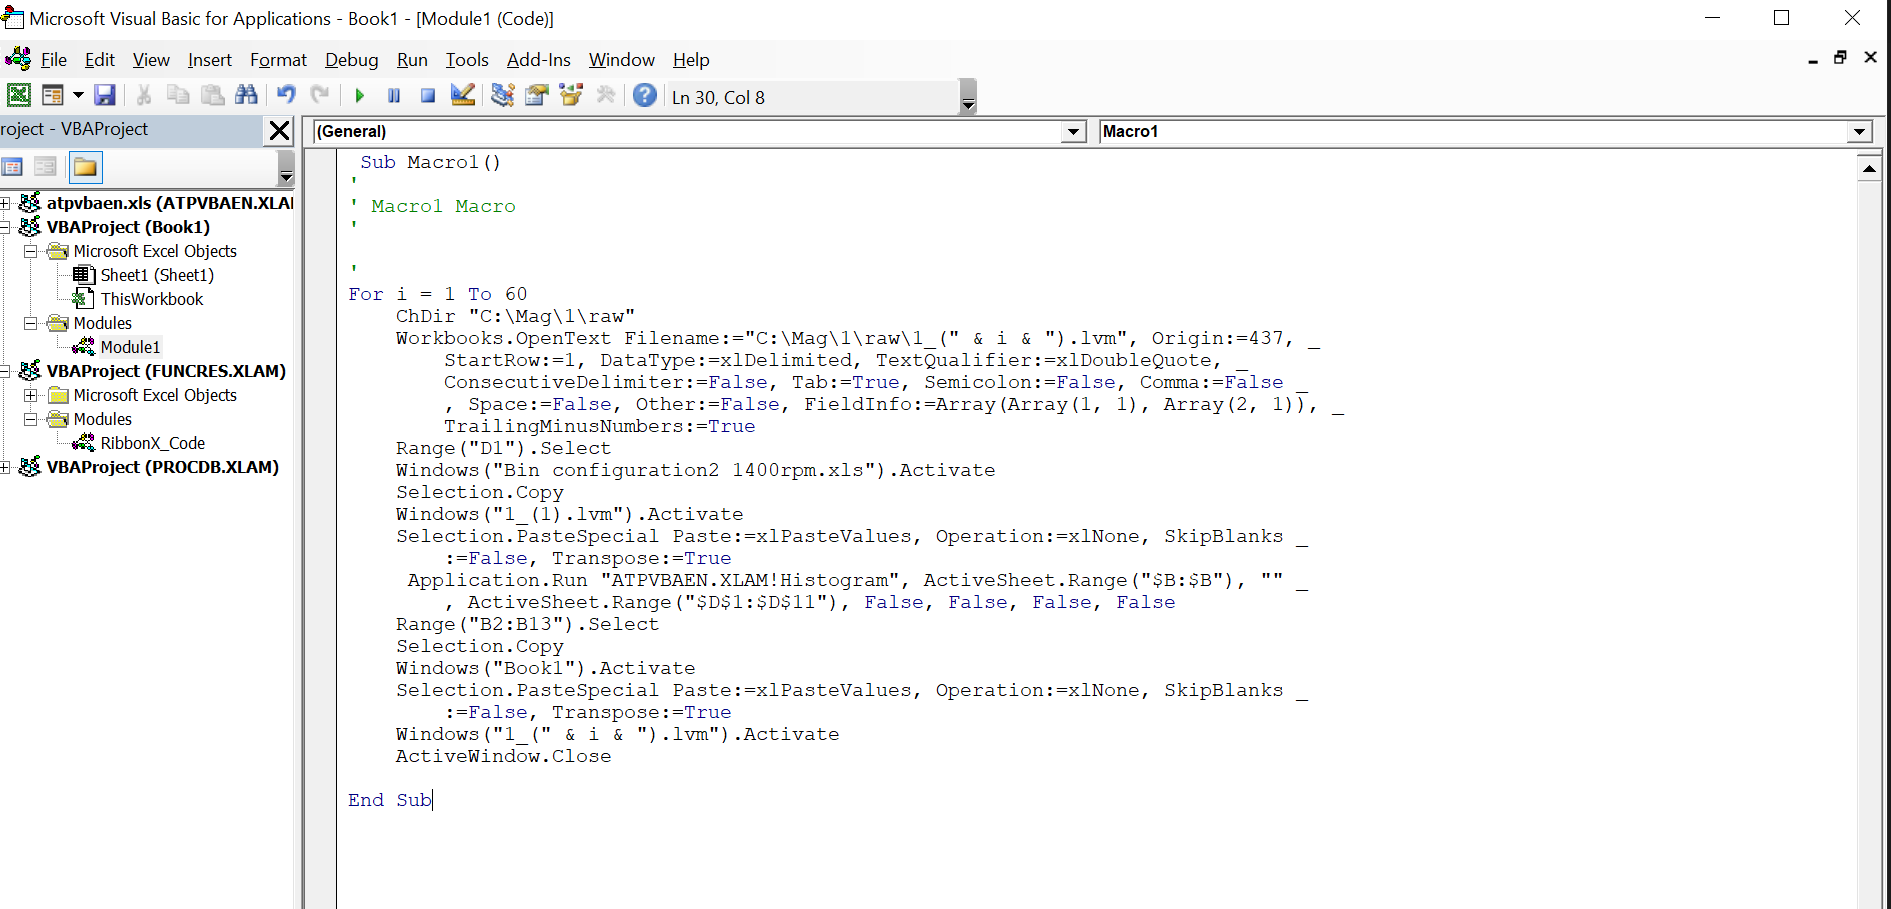 Microsoft Visual Basic for Applications - Book1 - [Module1 (Code)]
File Edit View Insert Format Debug Run Tools Add-Ins Window Help
Ln 30, Col 8
roject - VBAProject
atpvbaen.xls (ATPVBAEN.XLA
VBAProject (Book1)
Microsoft Excel Objects
Sheet1 (Sheet1)
ThisWorkbook
Modules
Module1
VBAProject (FUNCRES.XLAM)
Microsoft Excel Objects
Modules
RibbonX_Code
VBAProject (PROCDB.XLAM)
(General)
Macro1
Sub Macro1()
'
' Macro1 Macro
'
'
For i = 1 To 60
ChDir "C:\Mag\1\raw"
Workbooks.OpenText Filename:="C:\Mag\1\raw\1_(" & i & ").lvm", Origin:=437, _
StartRow:=1, DataType:=xlDelimited, TextQualifier:=xlDoubleQuote, _
ConsecutiveDelimiter:=False, Tab:=True, Semicolon:=False, Comma:=False _
, Space:=False, Other:=False, FieldInfo:=Array(Array(1, 1), Array(2, 1)), _
TrailingMinusNumbers:=True
Range("D1").Select
Windows("Bin configuration2 1400rpm.xls").Activate
Selection.Copy
Windows("1_(1).lvm").Activate
Selection.PasteSpecial Paste:=xlPasteValues, Operation:=xlNone, SkipBlanks _
:=False, Transpose:=True
Application.Run "ATPVBAEN.XLAM!Histogram", ActiveSheet.Range("$B:$B"), "" _
, ActiveSheet.Range("$D$1:$D$11"), False, False, False, False
Range("B2:B13").Select
Selection.Copy
Windows("Book1").Activate
Selection.PasteSpecial Paste:=xlPasteValues, Operation:=xlNone, SkipBlanks _
:=False, Transpose:=True
Windows("1_(" & i & ").lvm").Activate
ActiveWindow.Close
End Sub